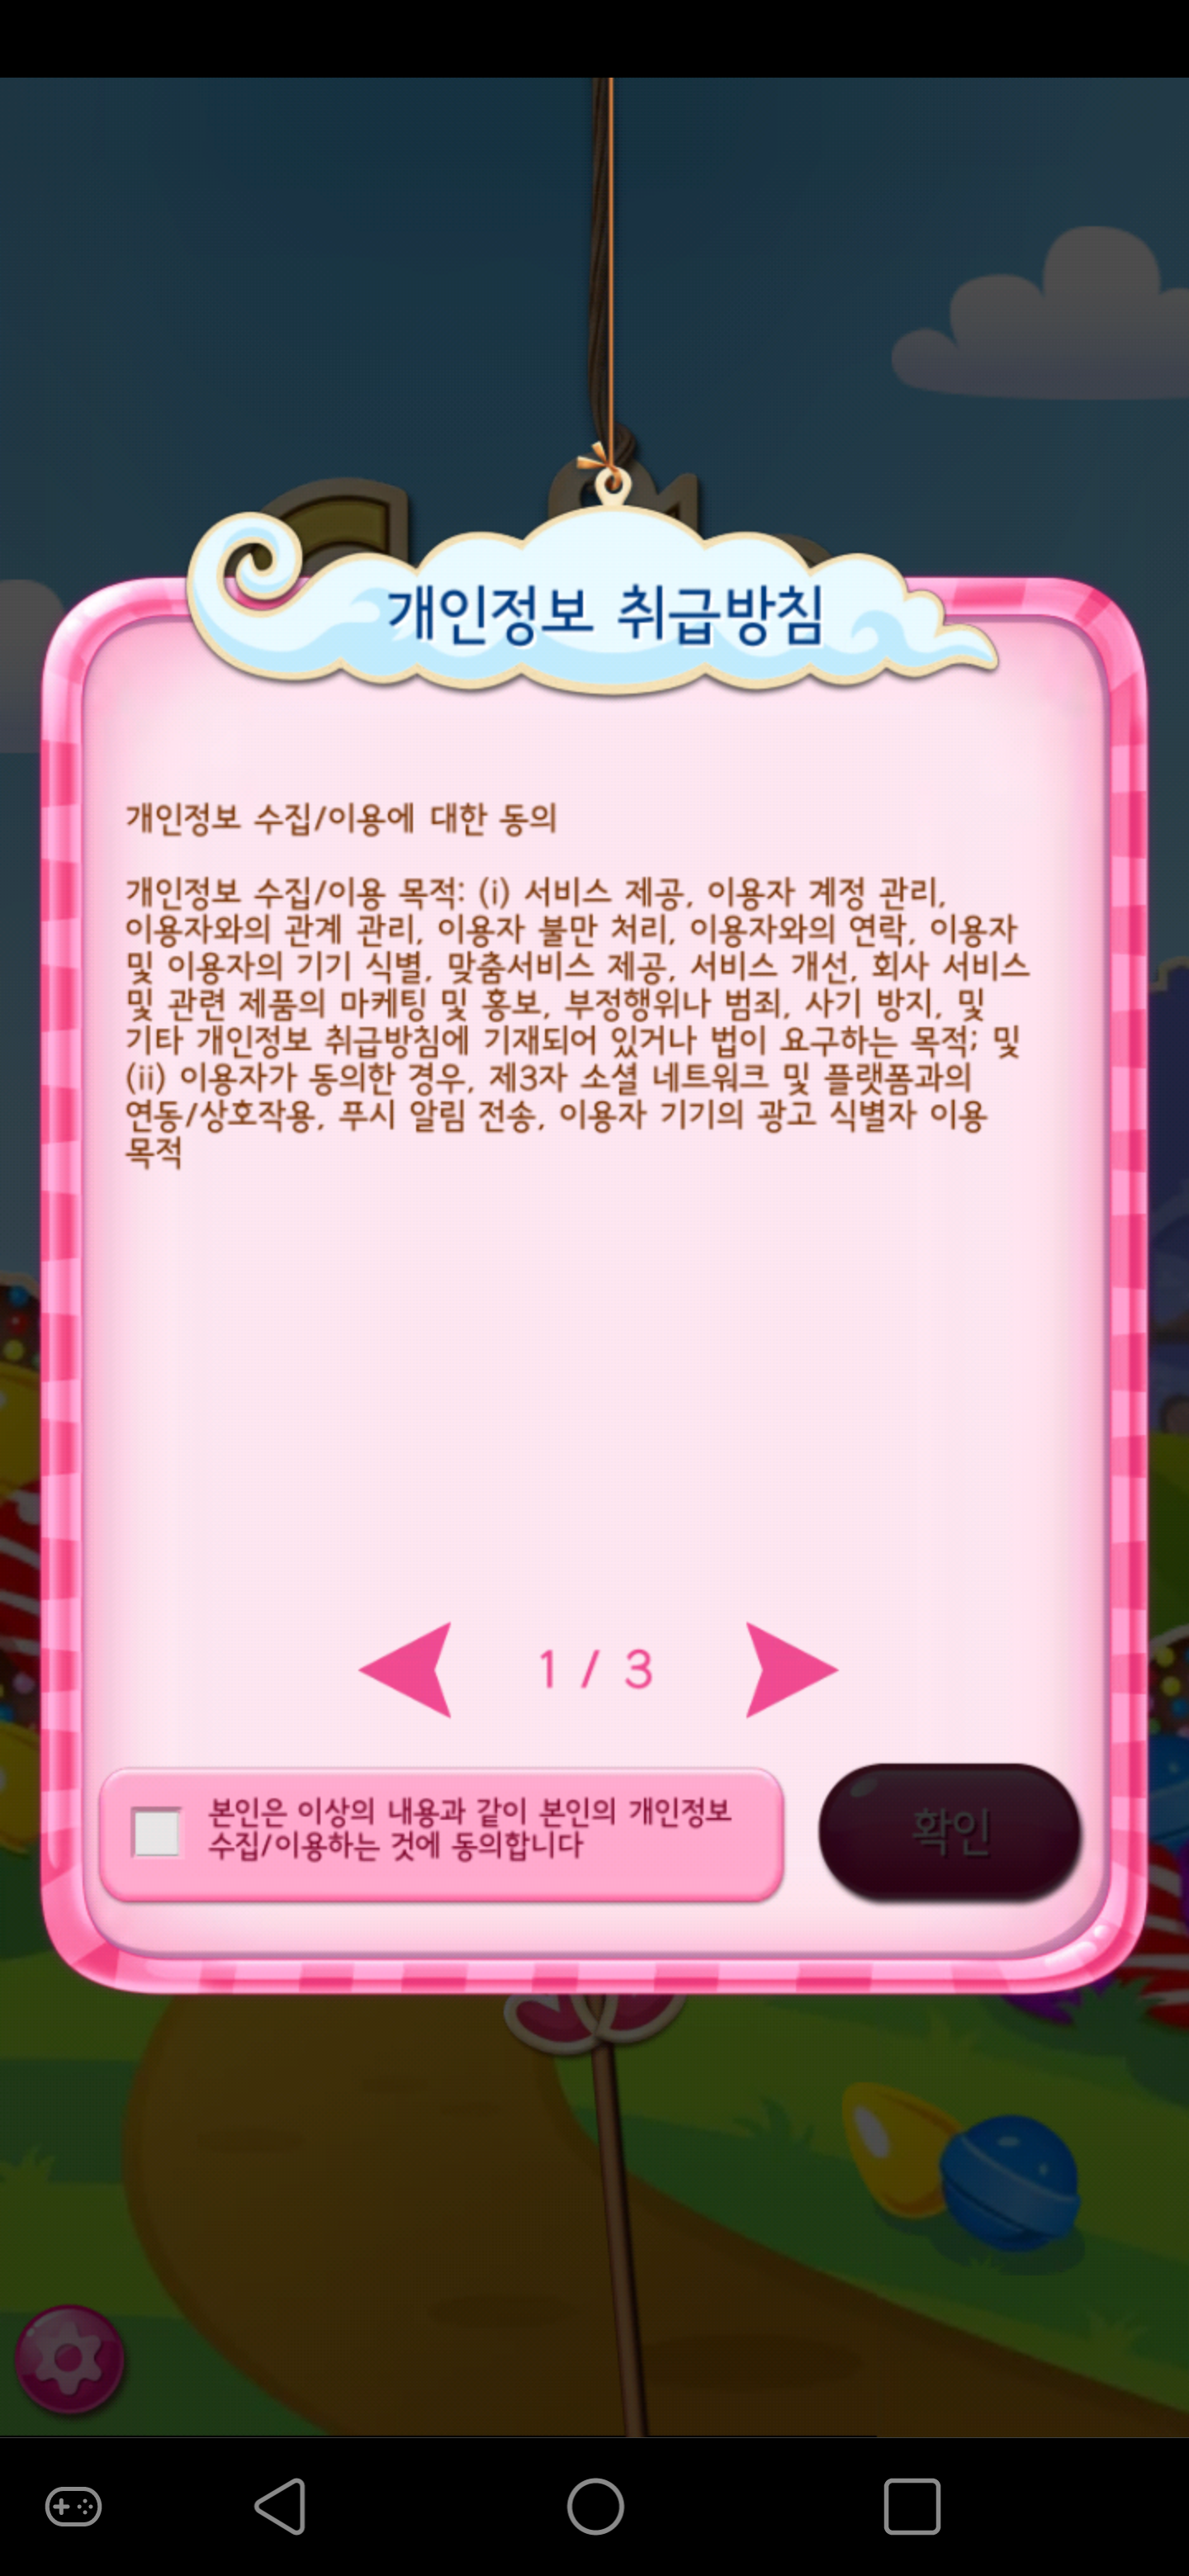 개인정보 취급방침
개인정보 수집/이용에 대한 동의
개인정보 수집/이용 목적: (i) 서비스 제공, 이용자 계정 관리,
이용자와의 관계 관리, 이용자 불만 처리, 이용자와의 연락, 이용자
및 이용자의 기기 식별, 맞춤서비스 제공, 서비스 개선, 회사 서비스
및 관련 제품의 마케팅 및 홍보, 부정행위나 범죄, 사기 방지, 및
기타 개인정보 취급방침에 기재되어 있거나 법이 요구하는 목적; 및
(ii) 이용자가 동의한 경우, 제3자 소셜 네트워크 및 플랫폼과의
연동/상호작용, 푸시 알림 전송, 이용자 기기의 광고 식별자 이용
목적
1 / 3
본인은 이상의 내용과 같이 본인의 개인정보
수집/이용하는 것에 동의합니다
확인